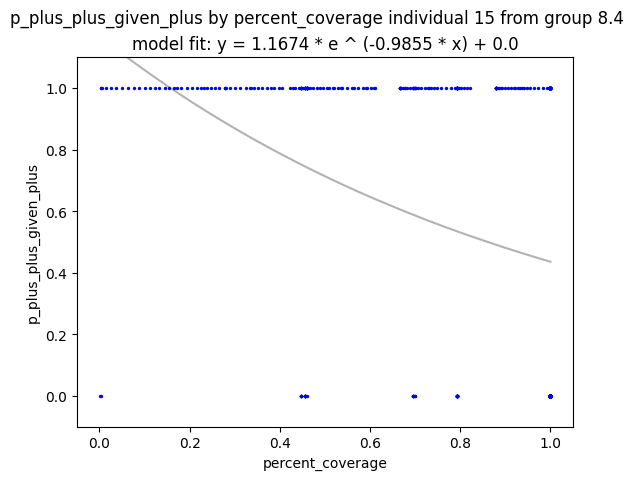 p_plus_plus_given_plus by percent_coverage individual 15 from group 8.4
model fit: y = 1.1674 * e ^ (-0.9855 * x) + 0.0
1.0
0.8
0.6
0.4
0.2
0.0
p_plus_plus_given_plus
0.0 0.2 0.4 0.6 0.8 1.0
percent_coverage